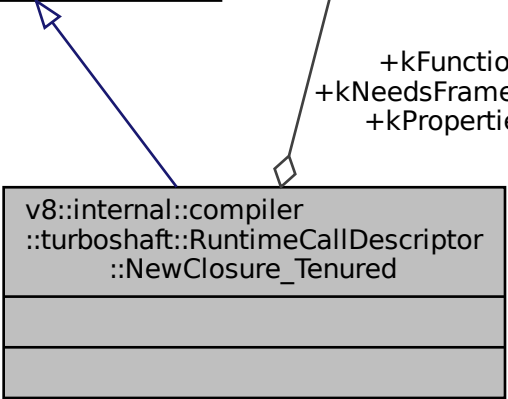 +kFunctio
+kNeedsFrame
+kPropertie
v8::internal::compiler
::turboshaft::RuntimeCallDescriptor
::NewClosure_Tenured